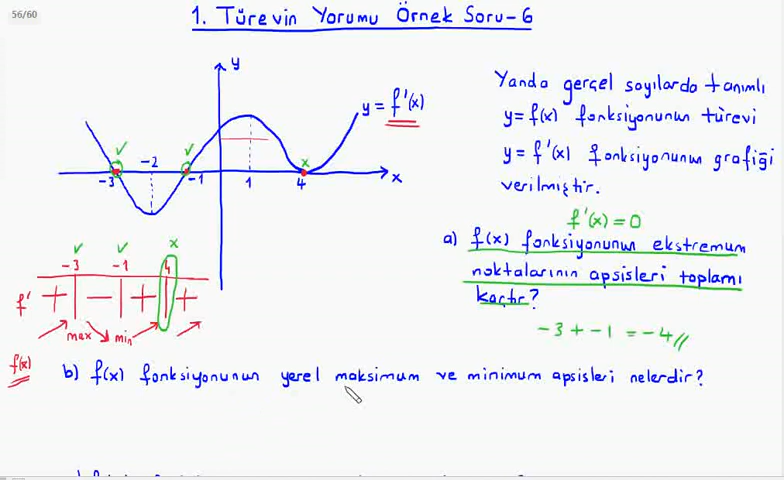 56/60
1. Türevin Yorumu Örnek Soru-6
y
y = f'(x)
-3
-2
-1
1
4
x
Yanda gerçel sayılarda tanımlı
y = f(x) fonksiyonunun türevi
y = f'(x) fonksiyonunun grafiği
verilmiştir.
f'(x) = 0
a) f(x) fonksiyonunun ekstremum
noktalarının apsisleri toplamı
kaçtır?
-3 + -1 = -4 //
-3 -1 4
f' + - + +
max min
f(x)
b) f(x) fonksiyonunun yerel maksimum ve minimum apsisleri nelerdir?